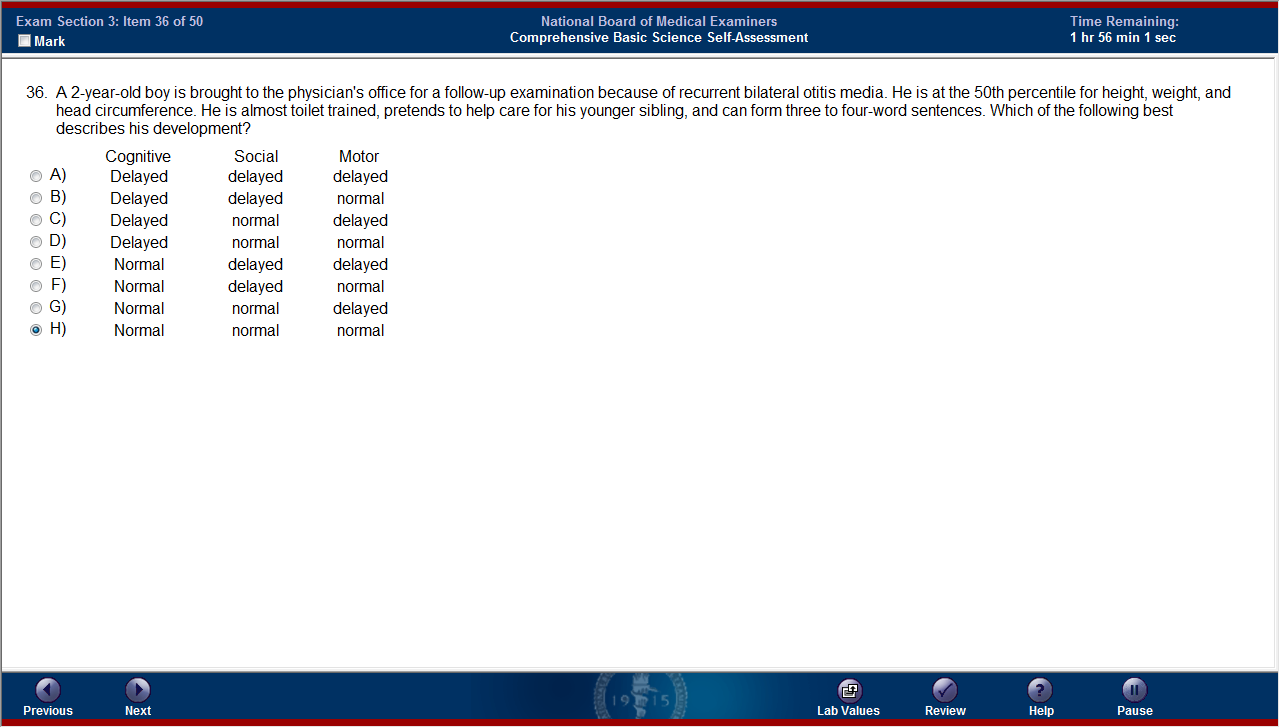 Exam Section 3: Item 36 of 50
National Board of Medical Examiners
Time Remaining:
Mark
Comprehensive Basic Science Self-Assessment
1 hr 56 min 1 sec
36. A 2-year-old boy is brought to the physician's office for a follow-up examination because of recurrent bilateral otitis media. He is at the 50th percentile for height, weight, and
head circumference. He is almost toilet trained, pretends to help care for his younger sibling, and can form three to four-word sentences. Which of the following best
describes his development?
Cognitive Social Motor
A) Delayed delayed delayed
B) Delayed delayed normal
C) Delayed normal delayed
D) Delayed normal normal
E) Normal delayed delayed
F) Normal delayed normal
G) Normal normal delayed
H) Normal normal normal
1915
Previous Next Lab Values Review Help Pause